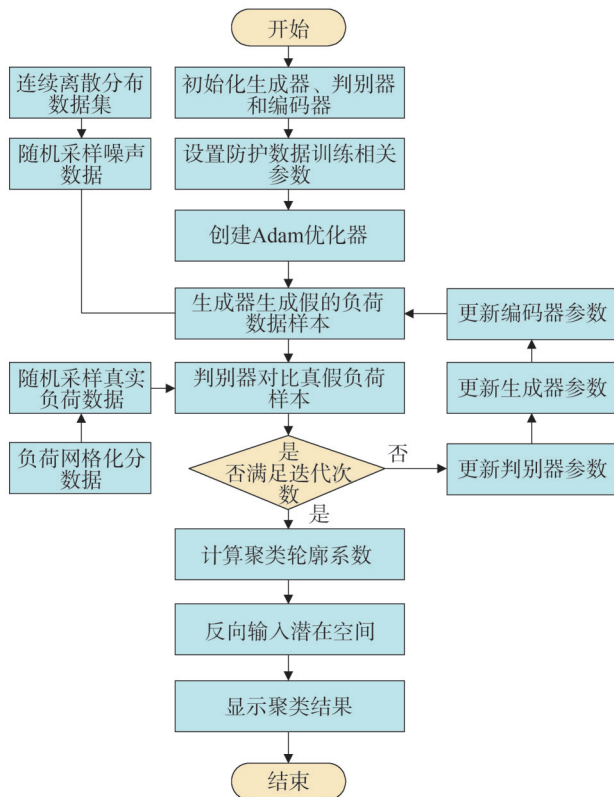 开始
连续离散分布
数据集
初始化生成器、判别器
和编码器
随机采样噪声
数据
设置防护数据训练相关
参数
创建Adam优化器
生成器生成假的负荷
数据样本
更新编码器参数
随机采样真实
负荷数据
判别器对比真假负荷
样本
更新生成器参数
负荷网格化分
数据
是
否满足迭代次
数
否
更新判别器参数
是
计算聚类轮廓系数
反向输入潜在空间
显示聚类结果
结束